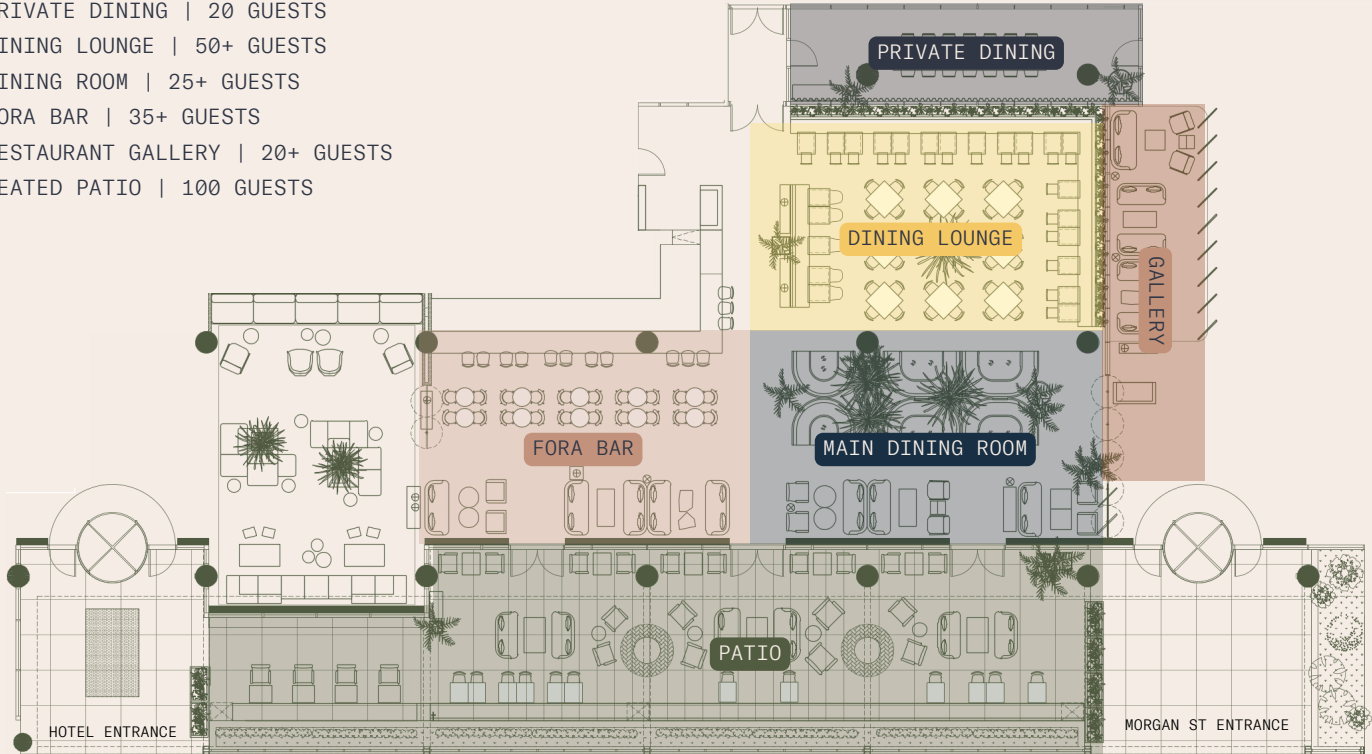 RIVATE DINING | 20 GUESTS
INING LOUNGE | 50+ GUESTS
INING ROOM | 25+ GUESTS
ORA BAR | 35+ GUESTS
ESTAURANT GALLERY | 20+ GUESTS
EATED PATIO | 100 GUESTS
PRIVATE DINING
DINING LOUNGE
GALLERY
FORA BAR
MAIN DINING ROOM
PATIO
HOTEL ENTRANCE
MORGAN ST ENTRANCE